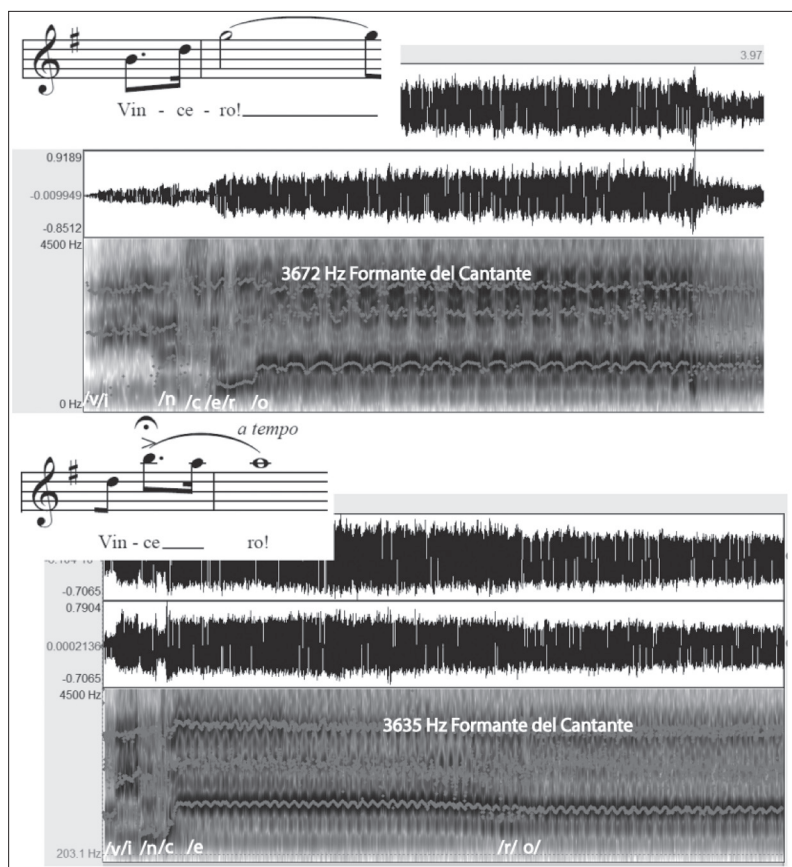 Vin - ce - ro!
3.97
0.9189
-0.009949
-0.8512
4500 Hz
3672 Hz Formante del Cantante
0 Hz
/v/i /n /c /e/r /o
a tempo
Vin - ce ro!
-0.7065
0.7904
0.0002136
-0.7065
4500 Hz
3635 Hz Formante del Cantante
203.1 Hz
/v/i /n/c /e /r/ o/